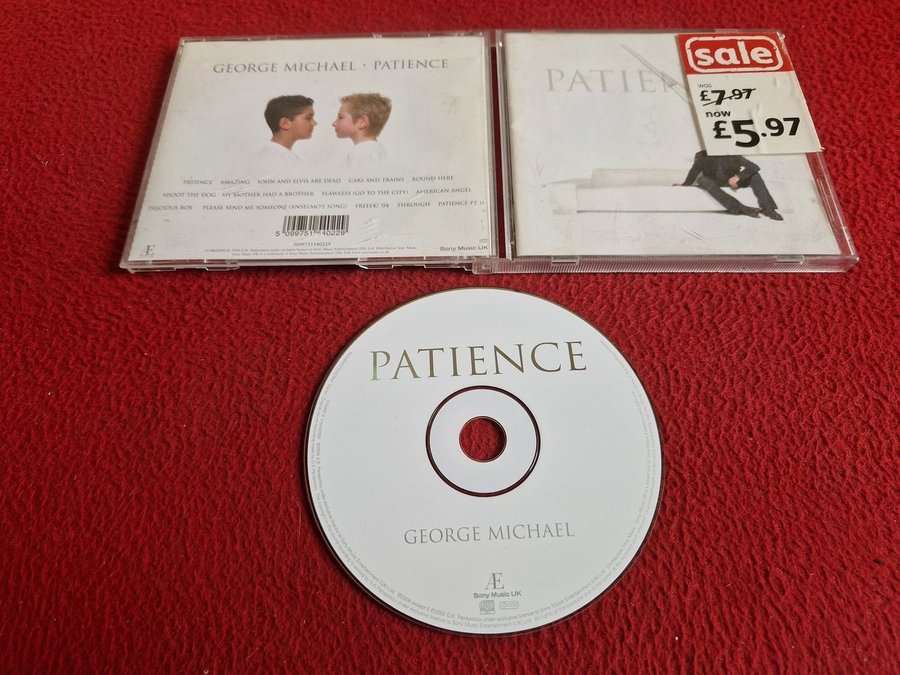 GEORGE MICHAEL · PATIENCE
PATIENCE AMAZING JOHN AND ELVIS ARE DEAD CARS AND TRAINS ROUND HERE
SHOOT THE DOG MY MOTHER HAD A BROTHER FLAWLESS (GO TO THE CITY) AMERICAN ANGEL
PRECIOUS BOX PLEASE SEND ME SOMEONE (ANSELMO'S SONG) FREEEK! '04 THROUGH PATIENCE PT II
5 099751 540229
5099751540229
Æ
Sony Music UK
PATIEN
sale
was
£7.97
now
£5.97
PATIENCE
GEORGE MICHAEL
Æ
Sony Music UK